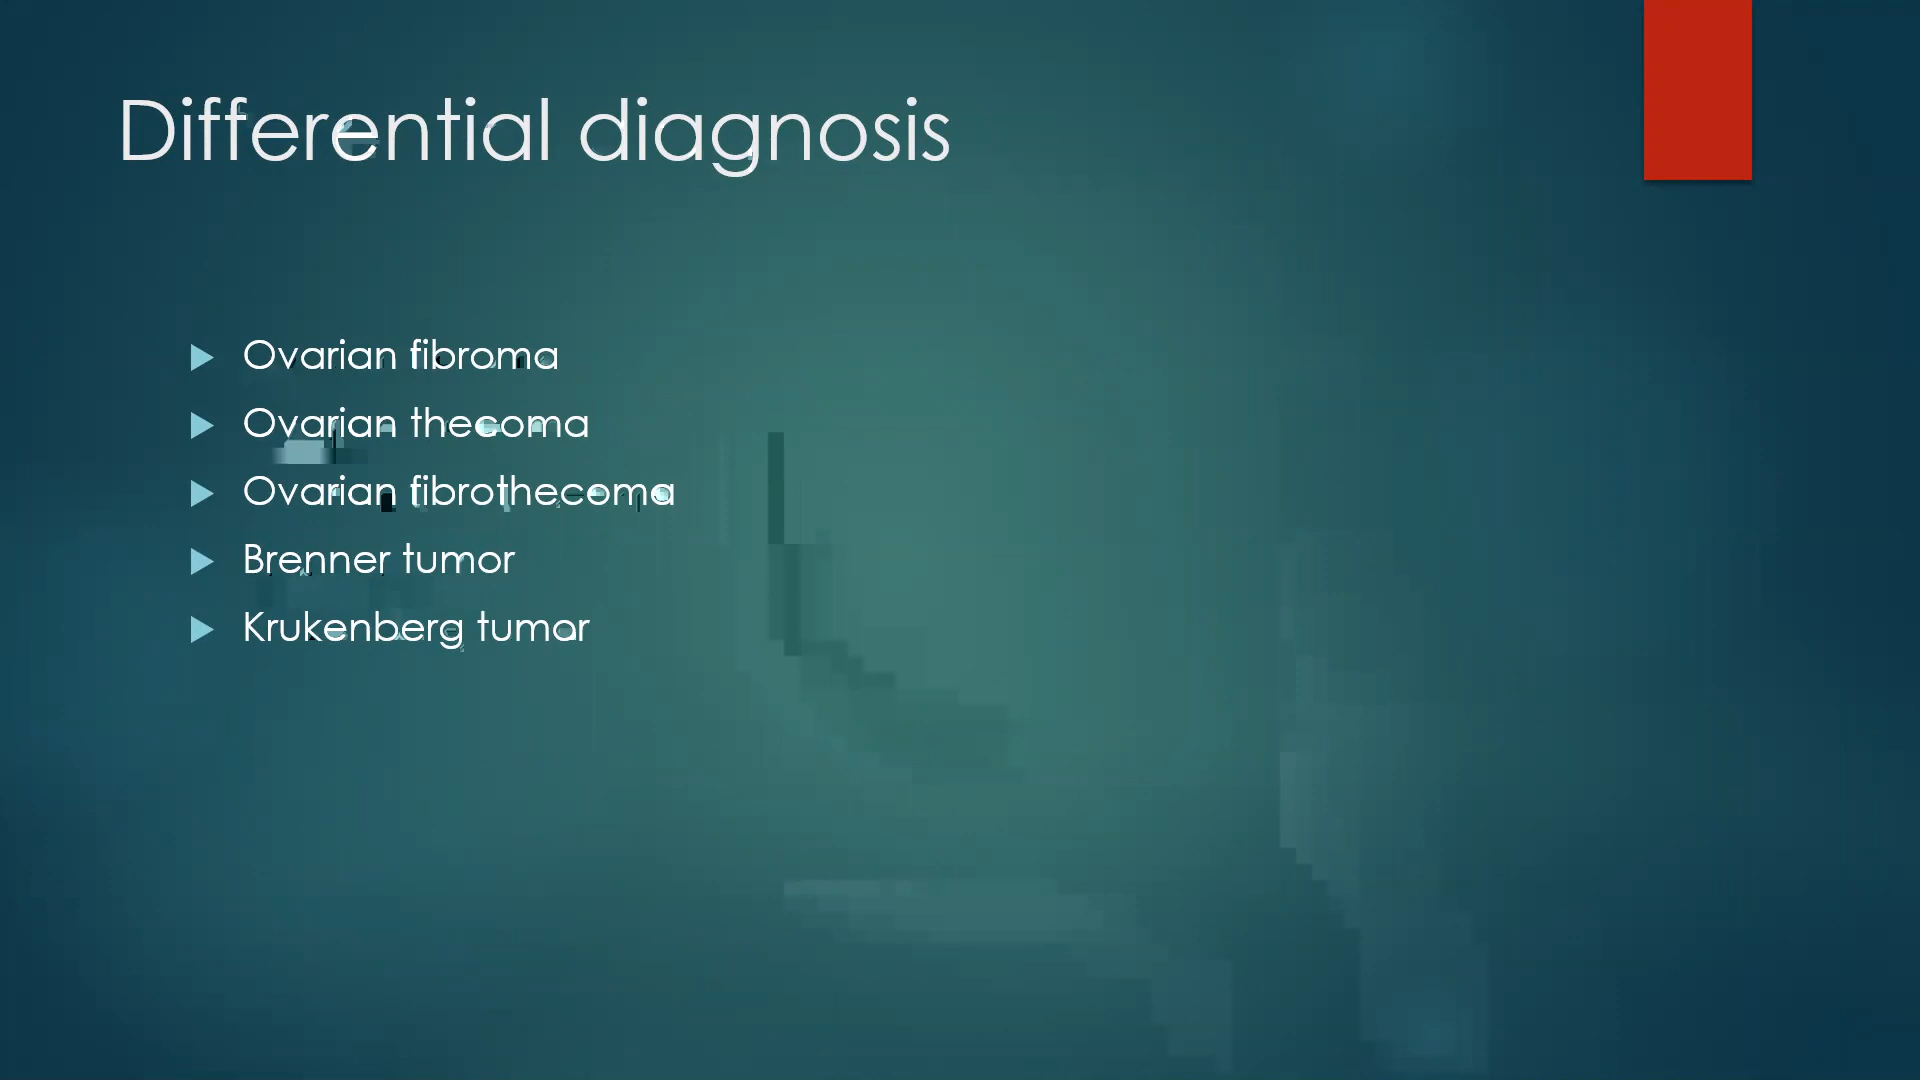 Differential diagnosis
Ovarian fibroma
Ovarian thecoma
Ovarian fibrothecoma
Brenner tumor
Krukenberg tumor